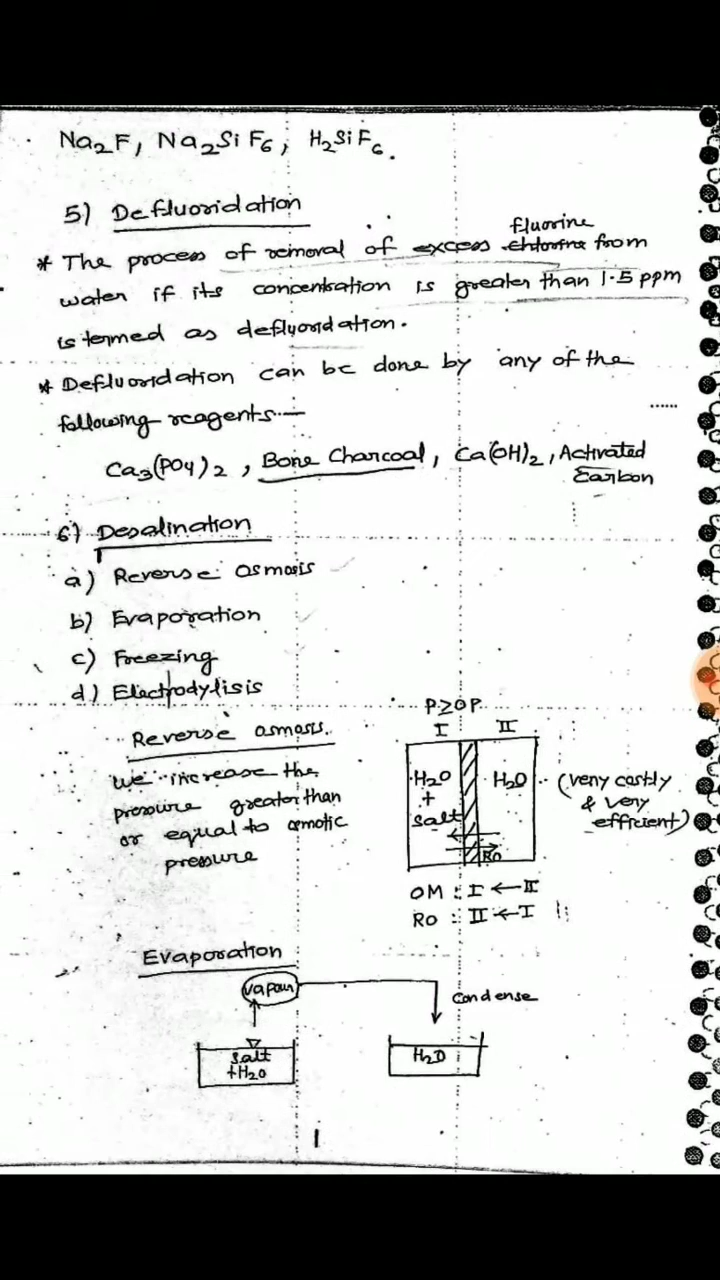 Na2F, Na2SiF6, H2SiF6.
5) Defluoridation
fluorine
* The process of removal of excess chlorine from
water if its concentration is greater than 1.5 ppm
is termed as defluoridation.
* Defluoridation can be done by any of the
following reagents—
Ca3(PO4)2, Bone Charcoal, Ca(OH)2, Activated
Carbon
6) Desalination
a) Reverse osmosis
b) Evaporation
c) Freezing
d) Electrodylisis
Reverse osmosis
We increase the
pressure greater than
or equal to osmotic
pressure
P≥OP
I II
H2O
+
salt
H2O
RO
(very costly
& very
efficient)
OM : I ← II
RO : II ← I
Evaporation
vapour
condense
salt
+H2O
H2O
1